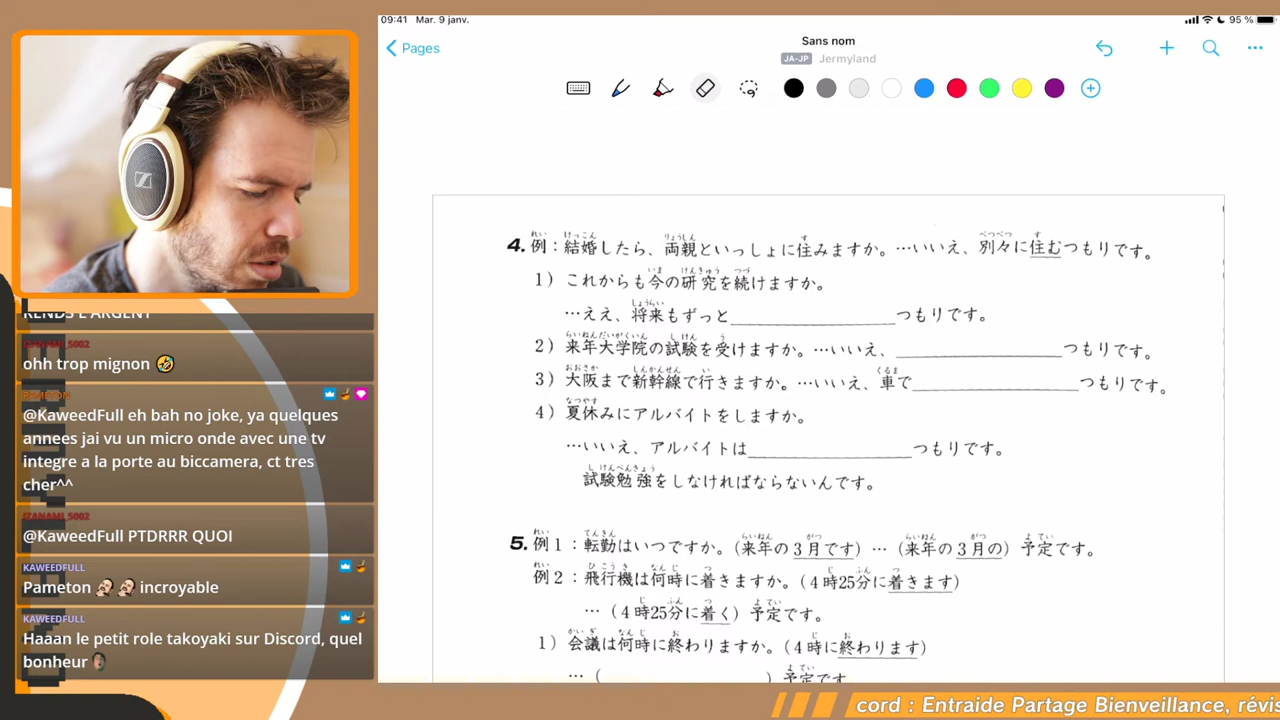 09:41 Mar. 9 janv.
95 %
Pages
Sans nom
JA-JP Jermyland
4. 例：結婚したら、両親といっしょに住みますか。…いいえ、別々に住むつもりです。
1）これからも今の研究を続けますか。
…ええ、将来もずっと＿＿＿＿＿つもりです。
2）来年大学院の試験を受けますか。…いいえ、＿＿＿＿＿つもりです。
3）大阪まで新幹線で行きますか。…いいえ、車で＿＿＿＿＿つもりです。
4）夏休みにアルバイトをしますか。
…いいえ、アルバイトは＿＿＿＿＿つもりです。
試験勉強をしなければならないんです。
5. 例1：転勤はいつですか。（来年の3月です）…（来年の3月の）予定です。
例2：飛行機は何時に着きますか。（4時25分に着きます）
…（4時25分に着く）予定です。
1）会議は何時に終わりますか。（4時に終わります）
…（　　　　　）予定です
RENDS L ARGENT
IZANAMI_5002
ohh trop mignon 🤣
PAMETON
@KaweedFull eh bah no joke, ya quelques
annees jai vu un micro onde avec une tv
integre a la porte au biccamera, ct tres
cher^^
IZANAMI_5002
@KaweedFull PTDRRR QUOI
KAWEEDFULL
Pameton incroyable
KAWEEDFULL
Haaan le petit role takoyaki sur Discord, quel
bonheur
cord : Entraide Partage Bienveillance, révis